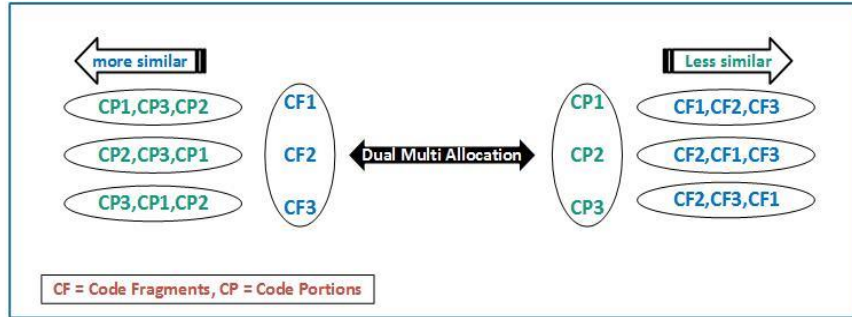 more similar
Less similar
CP1,CP3,CP2
CF1
CP1
CF1,CF2,CF3
CP2,CP3,CP1
CF2
Dual Multi Allocation
CP2
CF2,CF1,CF3
CP3,CP1,CP2
CF3
CP3
CF2,CF3,CF1
CF = Code Fragments, CP = Code Portions